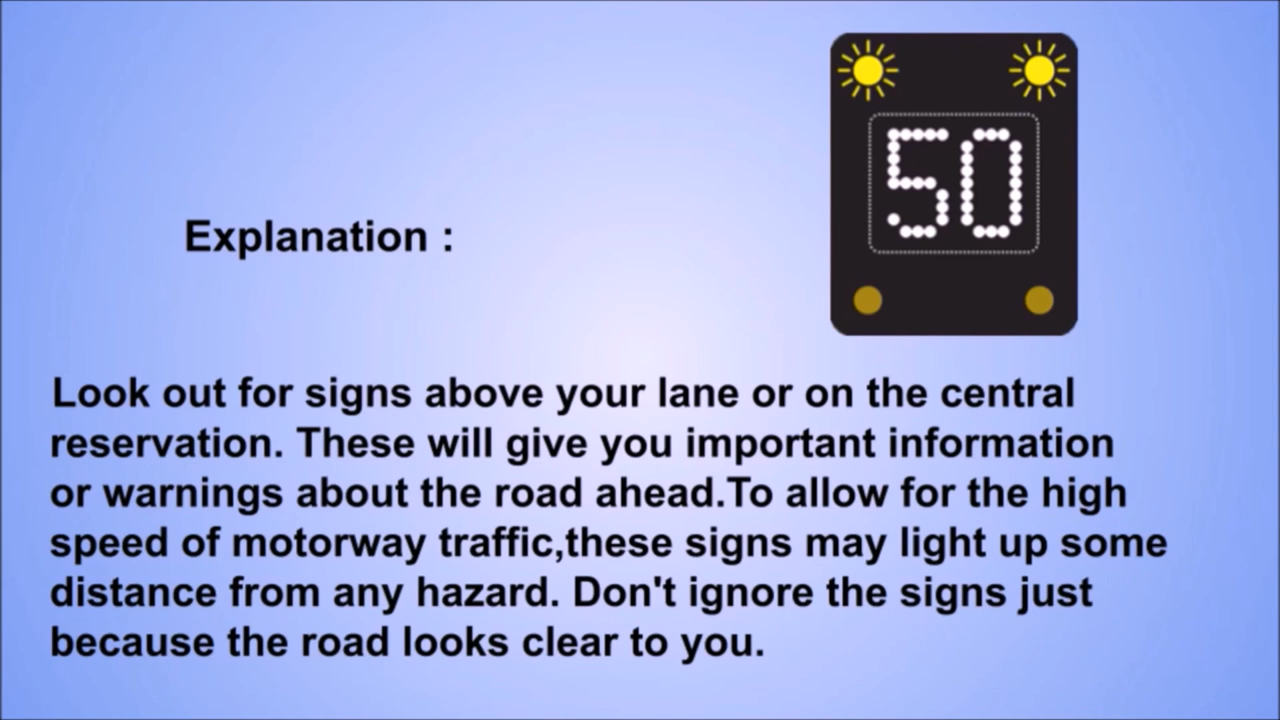 50
Explanation :
Look out for signs above your lane or on the central
reservation. These will give you important information
or warnings about the road ahead.To allow for the high
speed of motorway traffic,these signs may light up some
distance from any hazard. Don't ignore the signs just
because the road looks clear to you.